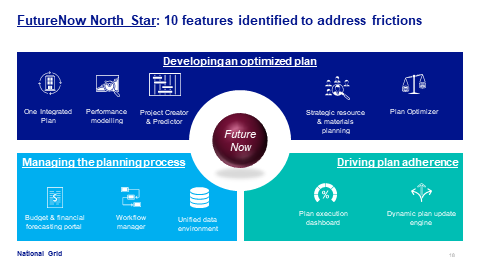 FutureNow North Star: 10 features identified to address frictions
Developing an optimized plan
One Integrated
Plan
Performance
modelling
Project Creator
& Predictor
Strategic resource
& materials
planning
Plan Optimizer
Future
Now
Managing the planning process
Driving plan adherence
%
Budget & financial
forecasting portal
Workflow
manager
Unified data
environment
Plan execution
dashboard
Dynamic plan update
engine
National Grid
16